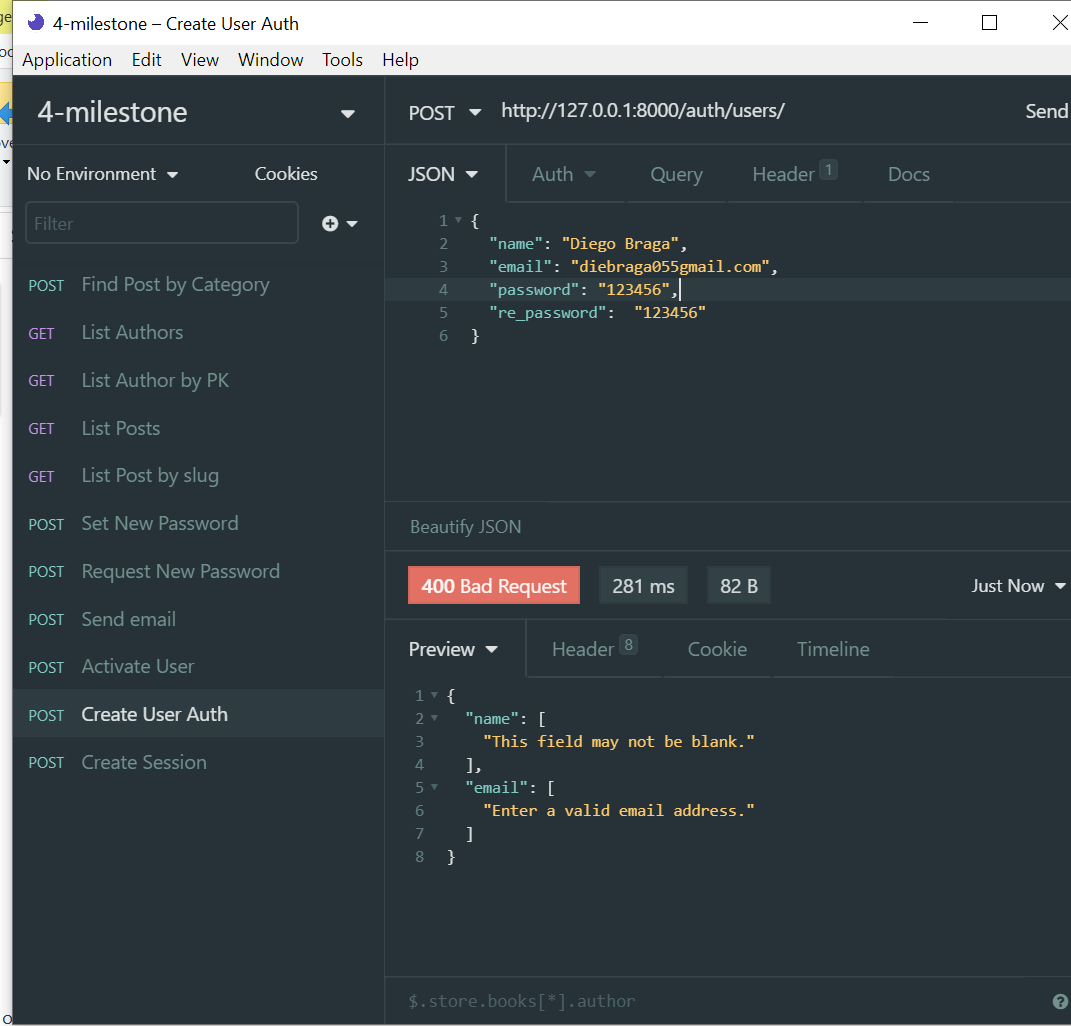 4-milestone – Create User Auth
Application Edit View Window Tools Help
4-milestone
POST http://127.0.0.1:8000/auth/users/ Send
No Environment Cookies
JSON Auth Query Header 1 Docs
Filter
1 {
2 "name": "Diego Braga",
3 "email": "diebraga055gmail.com",
4 "password": "123456",
5 "re_password":  "123456"
6 }
POST Find Post by Category
GET List Authors
GET List Author by PK
GET List Posts
GET List Post by slug
POST Set New Password
POST Request New Password
POST Send email
POST Activate User
POST Create User Auth
POST Create Session
Beautify JSON
400 Bad Request 281 ms 82 B Just Now
Preview Header 8 Cookie Timeline
1 {
2 "name": [
3 "This field may not be blank."
4 ],
5 "email": [
6 "Enter a valid email address."
7 ]
8 }
$.store.books[*].author